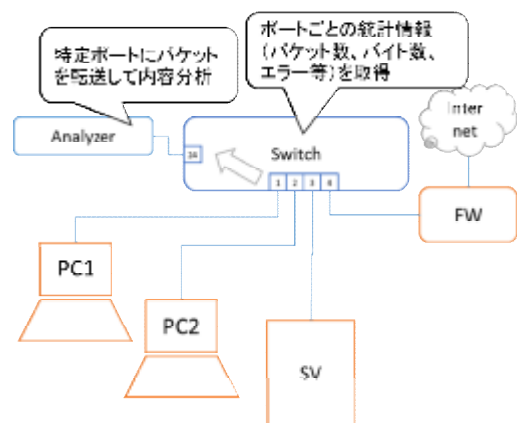 特定ポートにパケット
を転送して内容分析
ポートごとの統計情報
(パケット数、バイト数、
エラー等)を取得
Inter
net
Analyzer
24
Switch
1 2 3 4
FW
PC1
PC2
SV